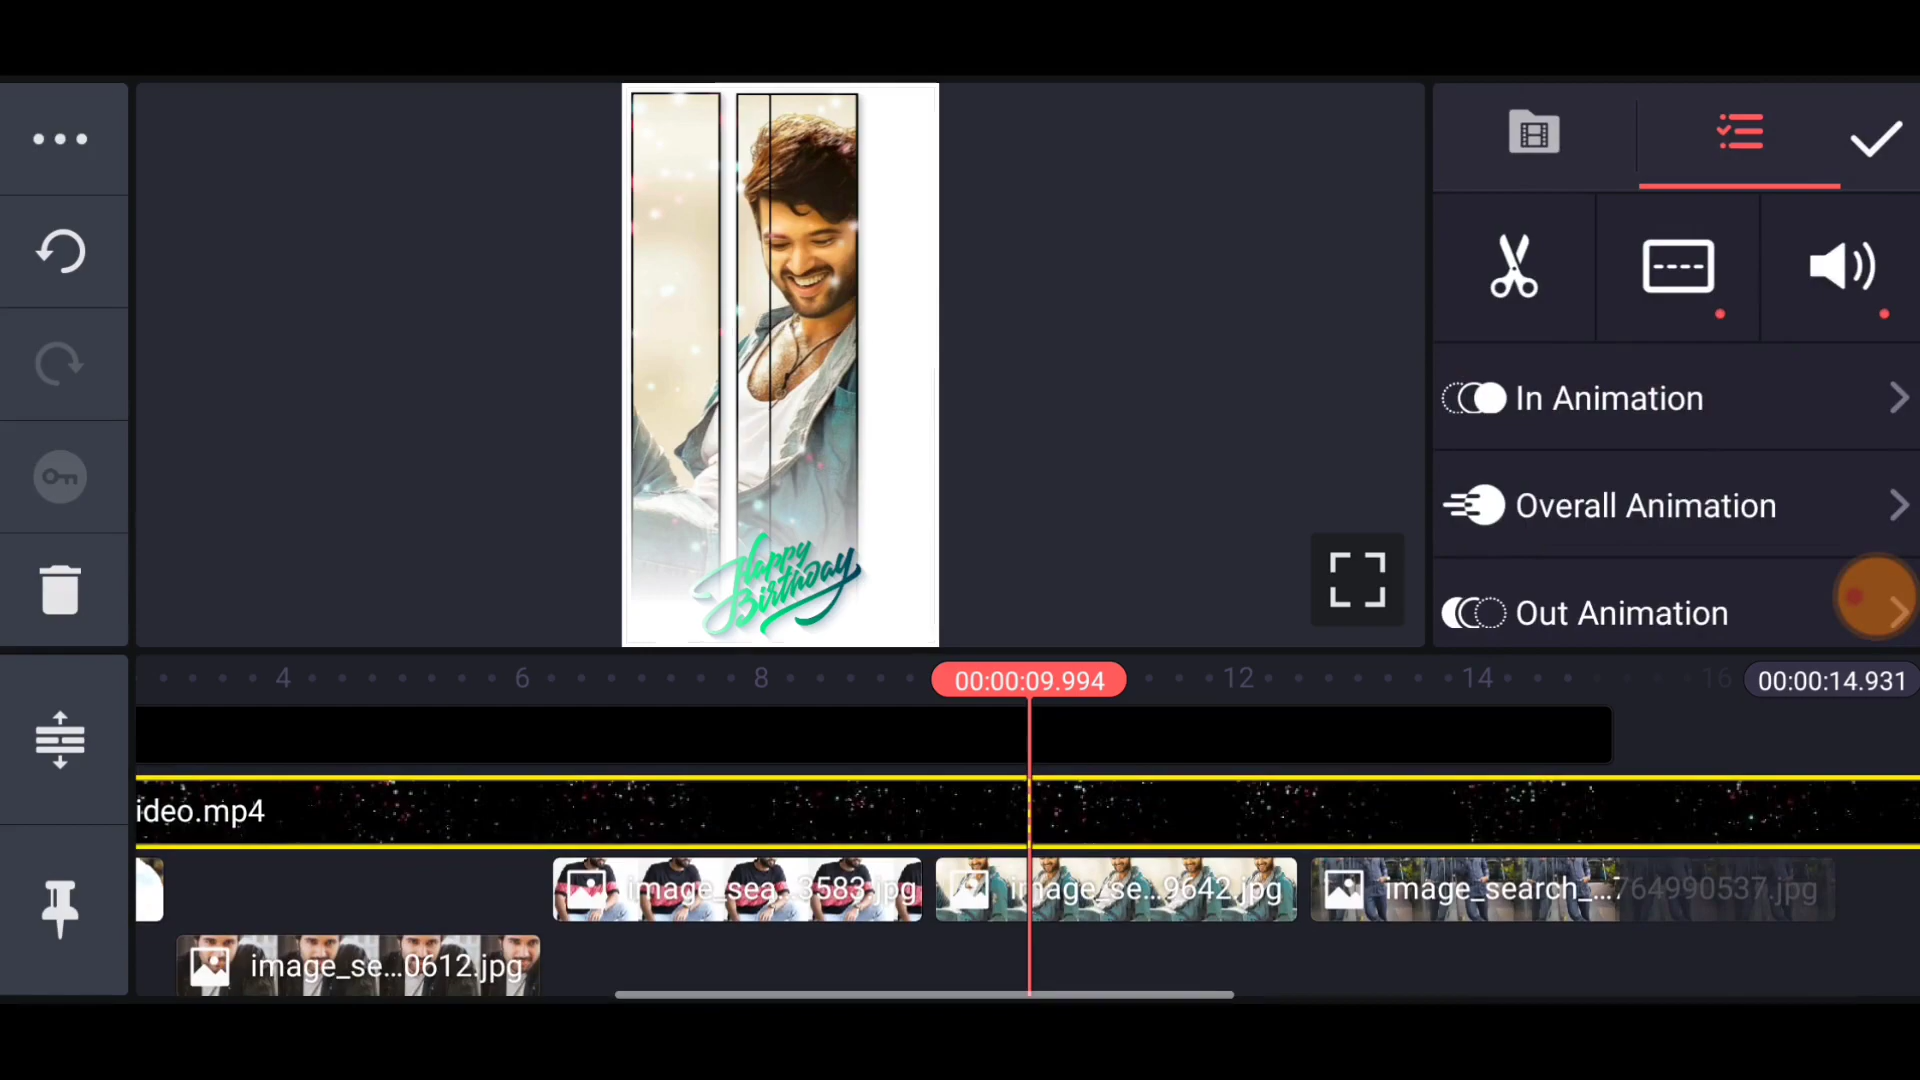 In Animation
Overall Animation
Out Animation
Happy
Birthday
4 6 8 00:00:09.994 12 14 16 00:00:14.931
ideo.mp4
image_sea...3583.jpg image_se...9642.jpg image_search_...764990537.jpg
image_se...0612.jpg